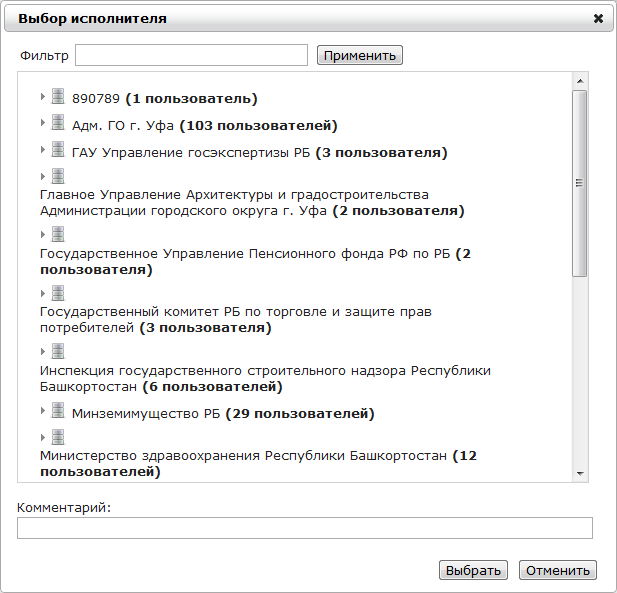 Выбор исполнителя
Фильтр
Применить
890789 (1 пользователь)
Адм. ГО г. Уфа (103 пользователей)
ГАУ Управление госэкспертизы РБ (3 пользователя)
Главное Управление Архитектуры и градостроительства
Администрации городского округа г. Уфа (2 пользователя)
Государственное Управление Пенсионного фонда РФ по РБ (2
пользователя)
Государственный комитет РБ по торговле и защите прав
потребителей (3 пользователя)
Инспекция государственного строительного надзора Республики
Башкортостан (6 пользователей)
Минземимущество РБ (29 пользователей)
Министерство здравоохранения Республики Башкортостан (12
пользователей)
Комментарий:
Выбрать
Отменить